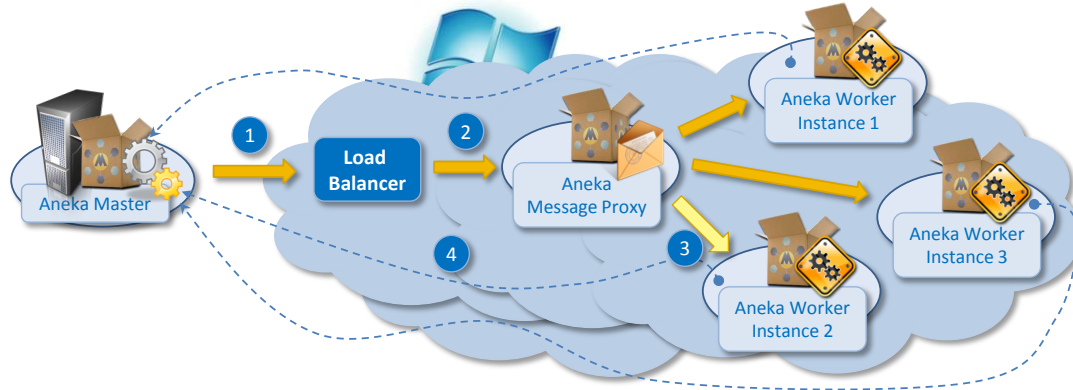 Aneka Master
1
Load
Balancer
2
Aneka
Message Proxy
Aneka Worker
Instance 1
Aneka Worker
Instance 3
3
4
Aneka Worker
Instance 2